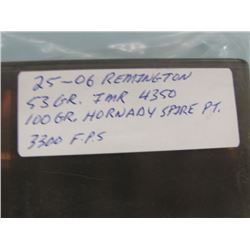 25-06 REMINGTON
53 GR. IMR 4350
100 GR. HORNADY SPIRE PT.
3300 F.P.S